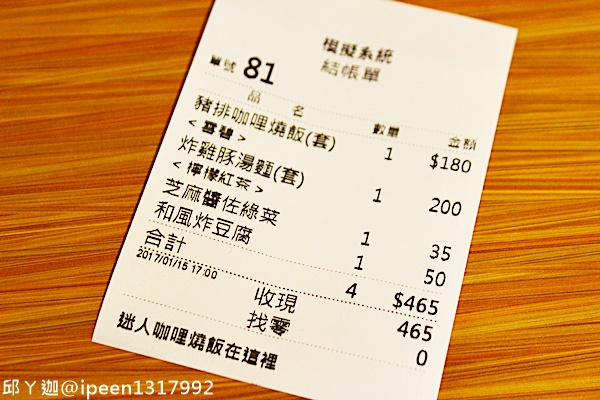 模擬系統
結帳單
單號 81
品 名 數量 金額
豬排咖哩燒飯(套) 1 $180
<雪碧>
炸雞豚湯麵(套) 1 200
<檸檬紅茶>
芝麻醬佐綠菜 1 35
和風炸豆腐 1 50
合計 4 $465
2017/01/15 17:00
收現 465
找零 0
迷人咖哩燒飯在這裡
邱丫迦@ipeen1317992